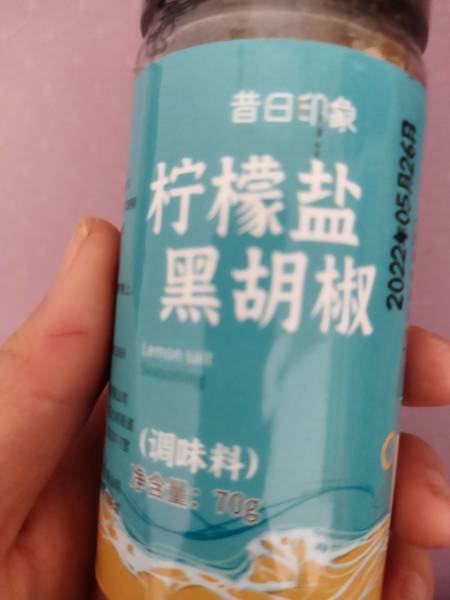 昔日印象
柠檬盐
黑胡椒
Lemon salt
Seasoning
(调味料)
净含量: 70g
2022年05月26日